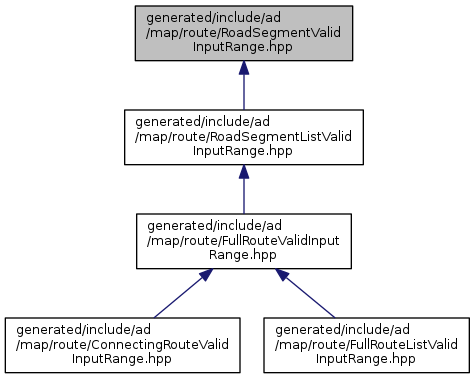 generated/include/ad
/map/route/RoadSegmentValid
InputRange.hpp
generated/include/ad
/map/route/RoadSegmentListValid
InputRange.hpp
generated/include/ad
/map/route/FullRouteValidInput
Range.hpp
generated/include/ad
/map/route/ConnectingRouteValid
InputRange.hpp
generated/include/ad
/map/route/FullRouteListValid
InputRange.hpp